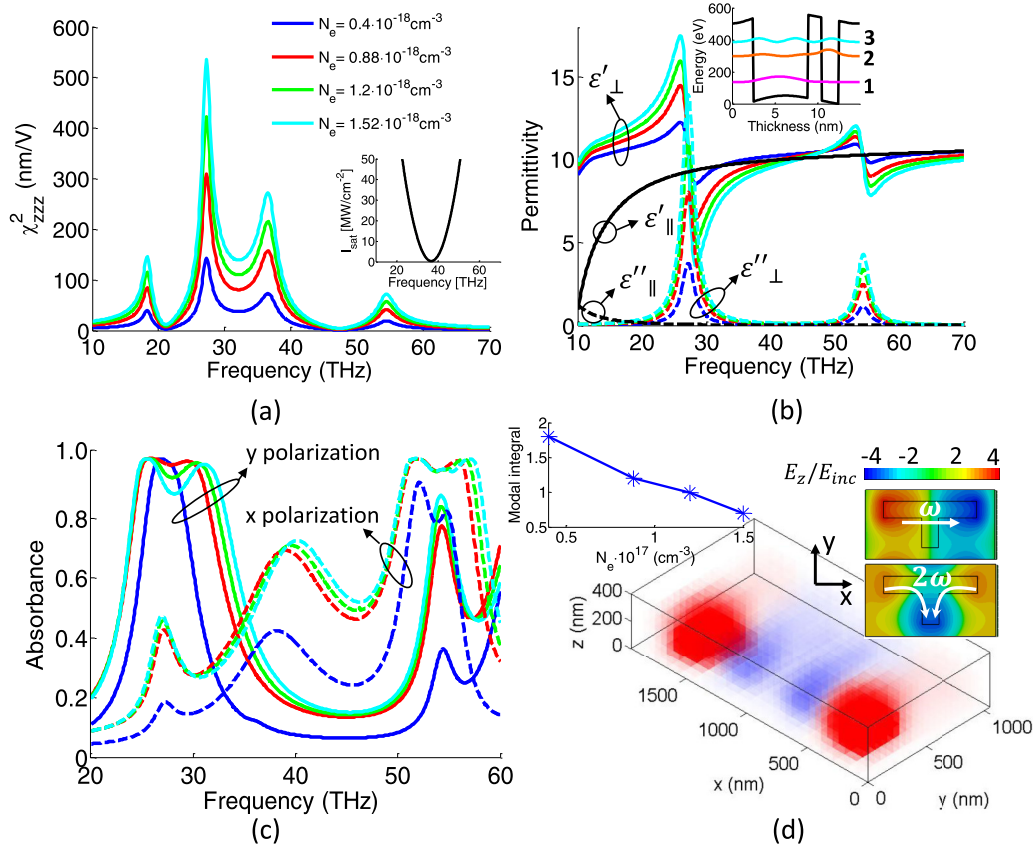 χ²zzz (nm/V)
600
500
400
300
200
100
0
10 20 30 40 50 60 70
Frequency (THz)
(a)
Nₑ= 0.4·10⁻¹⁸cm⁻³
Nₑ= 0.88·10⁻¹⁸cm⁻³
Nₑ= 1.2·10⁻¹⁸cm⁻³
Nₑ= 1.52·10⁻¹⁸cm⁻³
Isat [MW/cm⁻²]
50
40
30
20
10
0
20 40 60
Frequency [THz]
Permittivity
15
10
5
0
10 20 30 40 50 60 70
Frequency (THz)
(b)
ε′⊥
ε′∥
ε″∥
ε″⊥
Energy (eV)
600
400
200
0
0 5 10
Thickness (nm)
3
2
1
Absorbance
1.0
0.8
0.6
0.4
0.2
0
20 30 40 50 60
Frequency (THz)
(c)
y polarization
x polarization
Modal Integral
2
1.5
1
0.5
0.5 1 1.5
Nₑ·10¹⁷ (cm⁻³)
y
x
-4 -2 0 2 4
E_z/E_inc
ω
2ω
z (nm)
400
200
0
1500
1000
500
0
x (nm)
0
500
1000
y (nm)
(d)